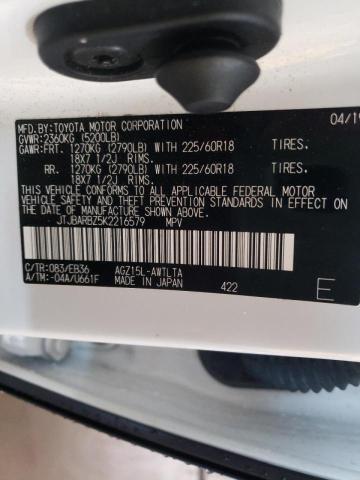 MFD.BY:TOYOTA MOTOR CORPORATION 04/19
GVWR:2360KG (5200LB)
GAWR:FRT. 1270KG (2790LB) WITH 225/60R18 TIRES.
18X7 1/2J RIMS.
RR. 1270KG (2790LB) WITH 225/60R18 TIRES.
18X7 1/2J RIMS.
THIS VEHICLE CONFORMS TO ALL APPLICABLE FEDERAL MOTOR
VEHICLE SAFETY AND THEFT PREVENTION STANDARDS IN EFFECT
ON THE DATE OF MANUFACTURE SHOWN ABOVE.
JTJBARBZ5K2216579 MPV
C/TR:083/EB36 AGZ15L-AWTLTA
A/TM:-04A/U661F MADE IN JAPAN 422 E